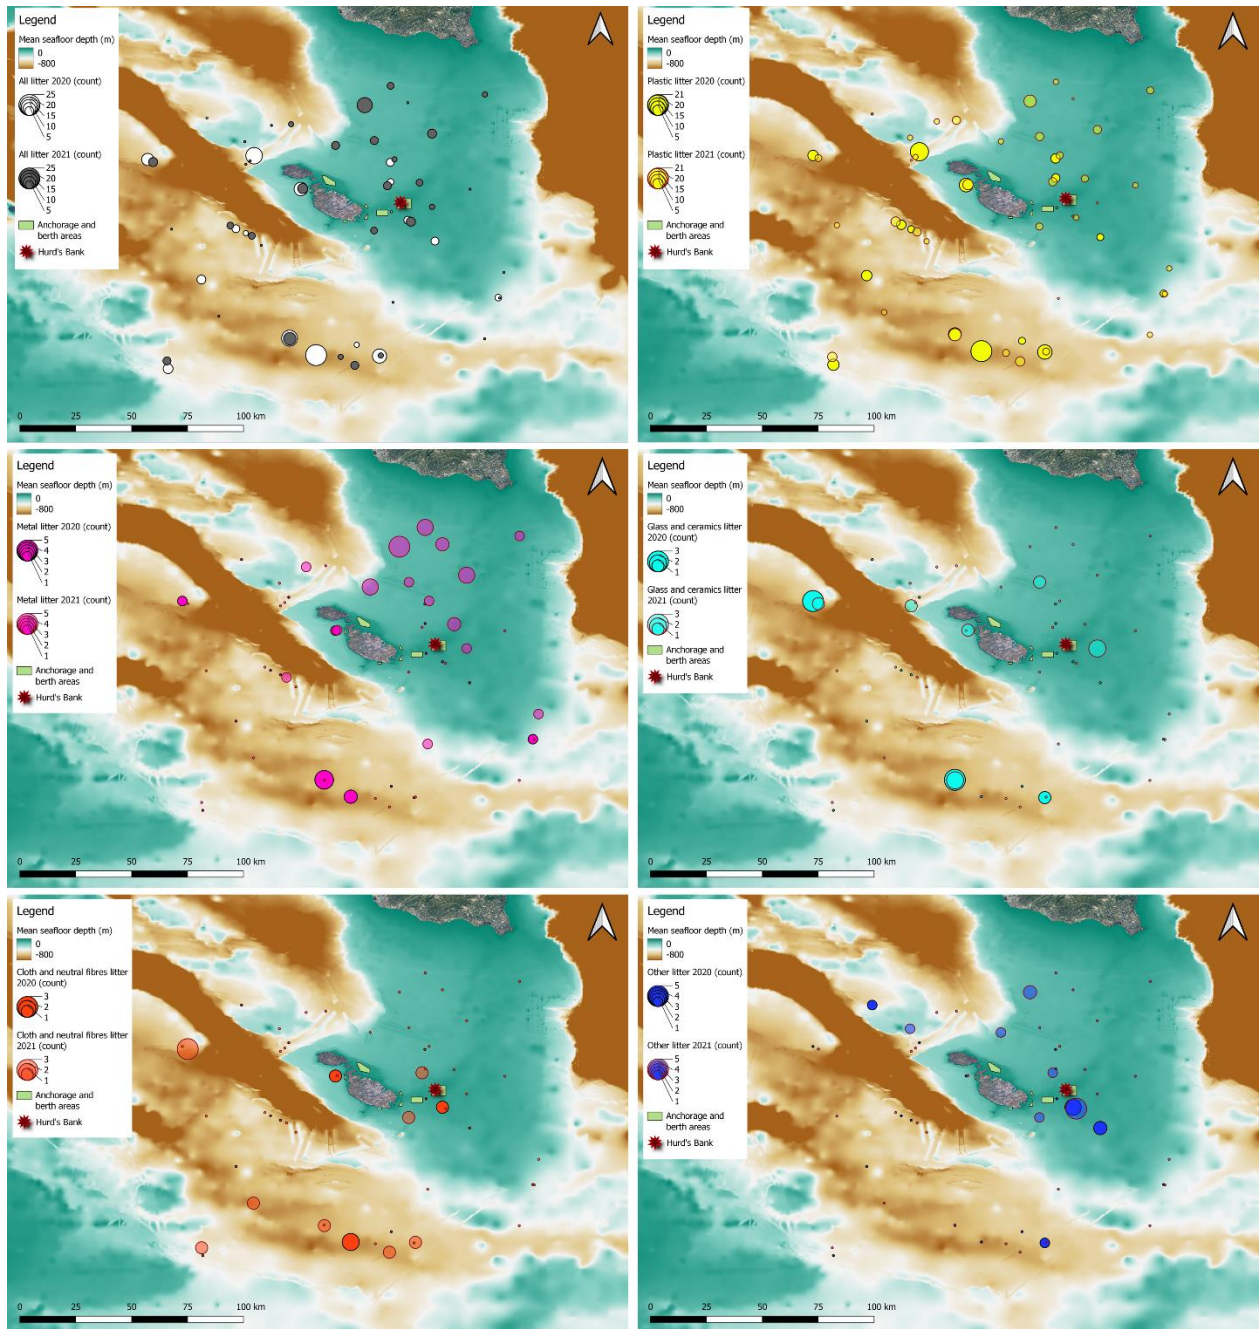 Legend
Mean seafloor depth (m)
0
-800
All litter 2020 (count)
25
20
15
10
5
All litter 2021 (count)
25
20
15
10
5
Anchorage and
berth areas
Hurd's Bank
0 25 50 75 100 km
Legend
Mean seafloor depth (m)
0
-800
Plastic litter 2020 (count)
21
20
15
10
5
Plastic litter 2021 (count)
21
20
15
10
5
Anchorage and
berth areas
Hurd's Bank
0 25 50 75 100 km
Legend
Mean seafloor depth (m)
0
-800
Metal litter 2020 (count)
5
4
3
2
1
Metal litter 2021 (count)
5
4
3
2
1
Anchorage and
berth areas
Hurd's Bank
0 25 50 75 100 km
Legend
Mean seafloor depth (m)
0
-800
Glass and ceramics litter
2020 (count)
3
2
1
Glass and ceramics litter
2021 (count)
3
2
1
Anchorage and
berth areas
Hurd's Bank
0 25 50 75 100 km
Legend
Mean seafloor depth (m)
0
-800
Cloth and neutral fibres litter
2020 (count)
3
2
1
Cloth and neutral fibres litter
2021 (count)
3
2
1
Anchorage and
berth areas
Hurd's Bank
0 25 50 75 100 km
Legend
Mean seafloor depth (m)
0
-800
Other litter 2020 (count)
5
4
3
2
1
Other litter 2021 (count)
5
4
3
2
1
Anchorage and
berth areas
Hurd's Bank
0 25 50 75 100 km